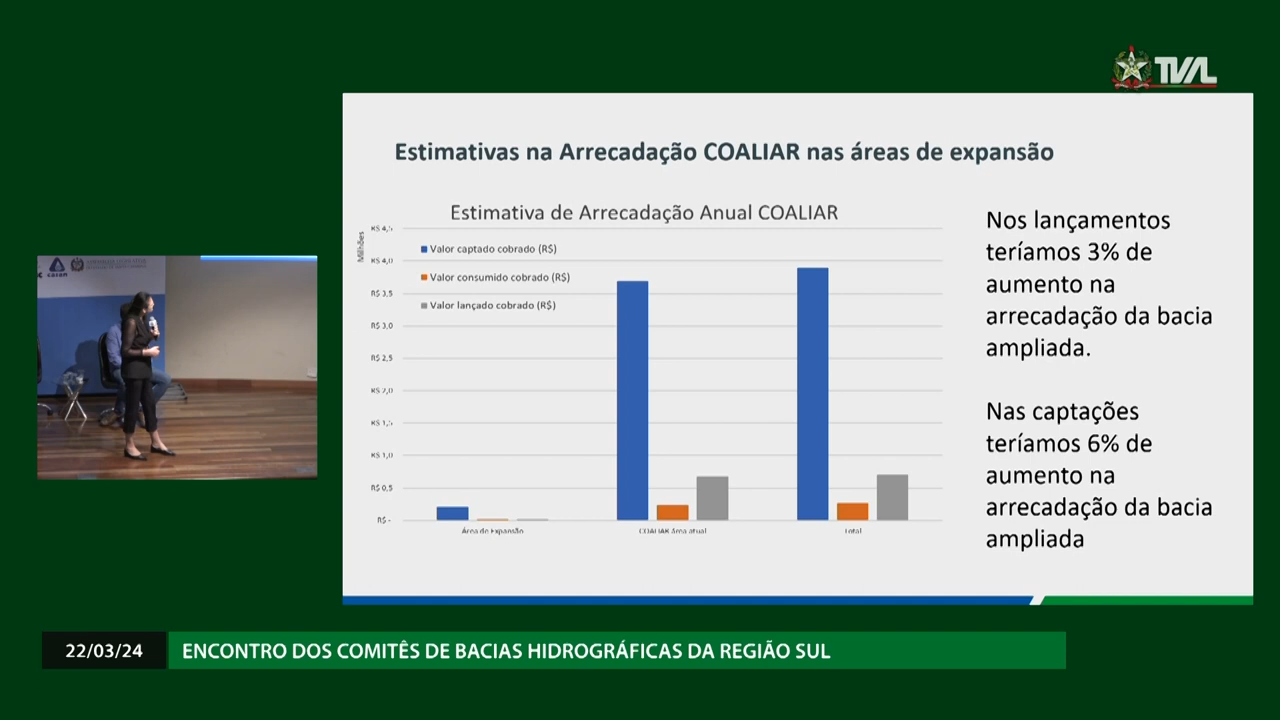 TVAL
Estimativas na Arrecadação COALIAR nas áreas de expansão
Estimativa de Arrecadação Anual COALIAR
Milhões
R$ 4,5
R$ 4,0
R$ 3,5
R$ 3,0
R$ 2,5
R$ 2,0
R$ 1,5
R$ 1,0
R$ 0,5
R$ -
Valor captado cobrado (R$)
Valor consumido cobrado (R$)
Valor lançado cobrado (R$)
Área de Expansão
COALIAR área atual
Total
Nos lançamentos
teríamos 3% de
aumento na
arrecadação da bacia
ampliada.
Nas captações
teríamos 6% de
aumento na
arrecadação da bacia
ampliada
casan
22/03/24
ENCONTRO DOS COMITÊS DE BACIAS HIDROGRÁFICAS DA REGIÃO SUL